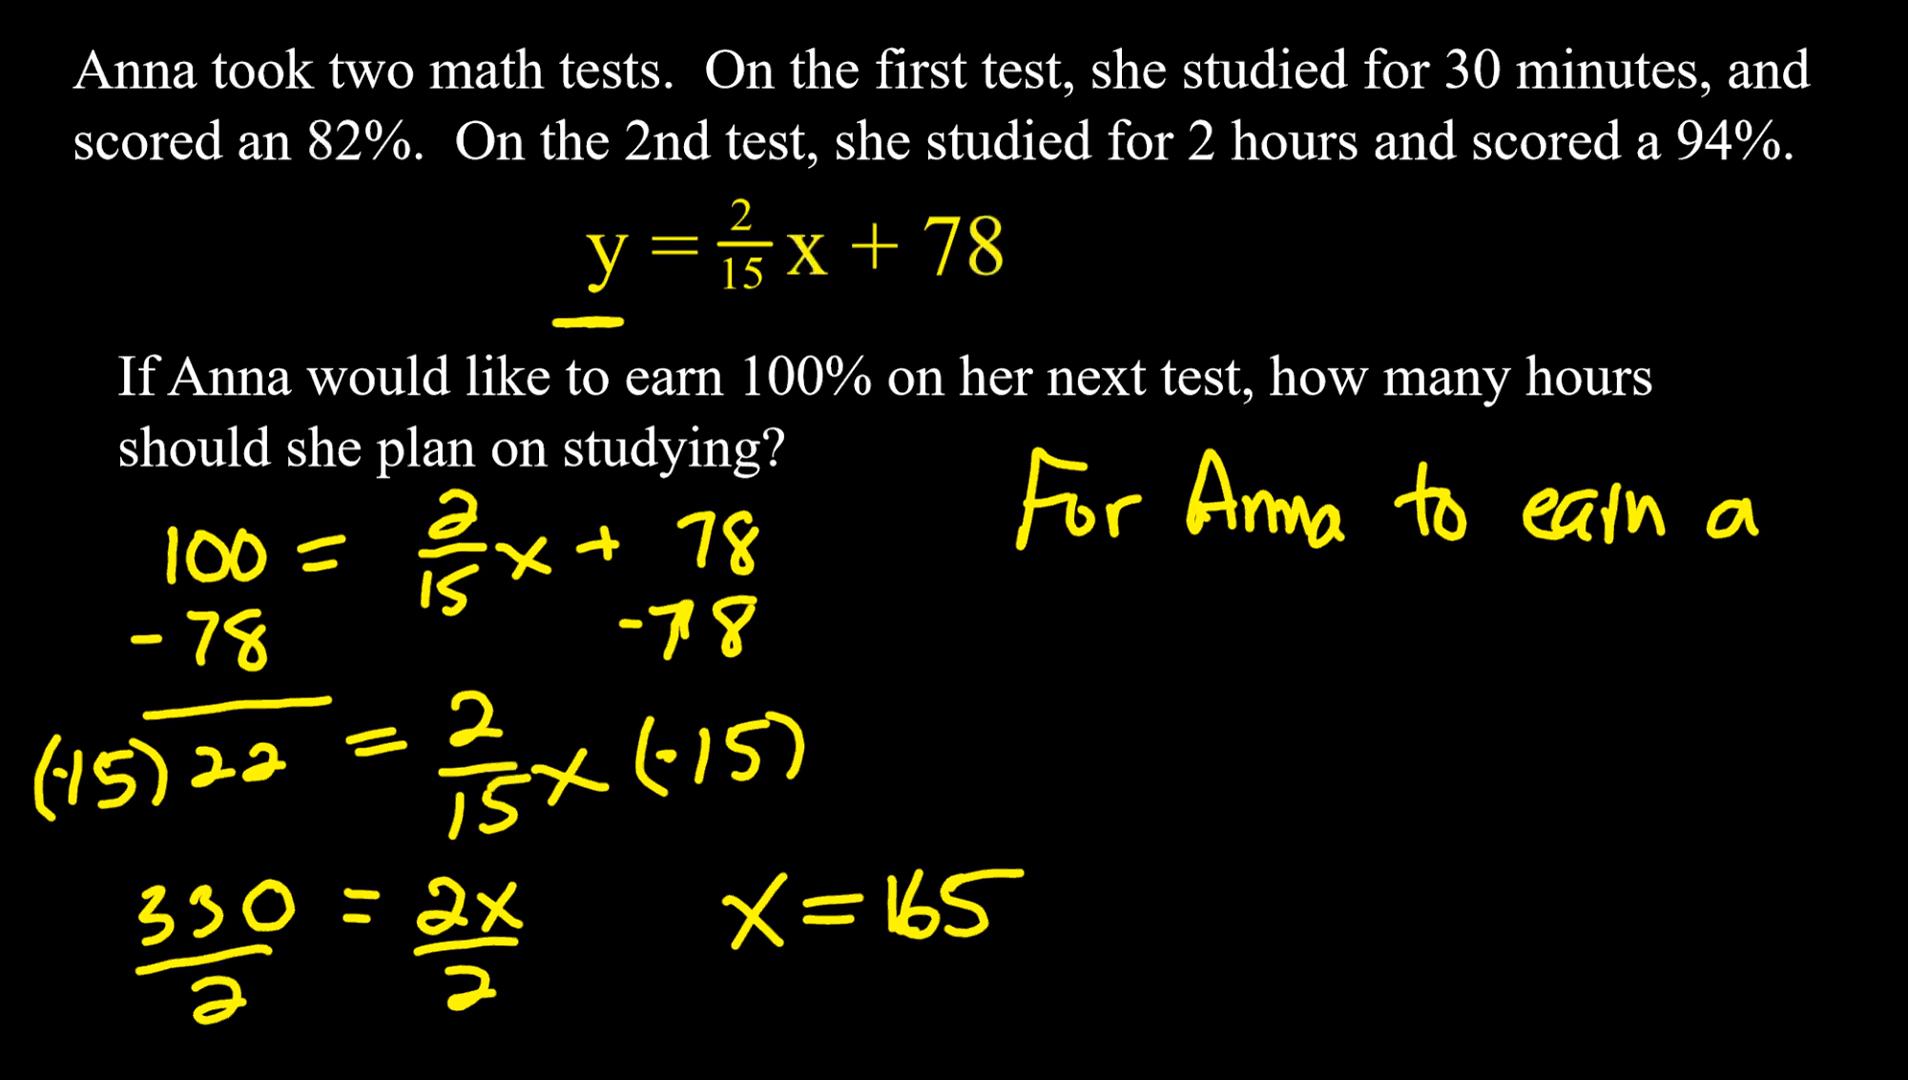 Anna took two math tests. On the first test, she studied for 30 minutes, and
scored an 82%. On the 2nd test, she studied for 2 hours and scored a 94%.
y = 2/15 x + 78
If Anna would like to earn 100% on her next test, how many hours
should she plan on studying?
For Anna to earn a
100 = 2/15 x + 78
-78 -78
(·15) 22 = 2/15 x (·15)
330/2 = 2x/2
x = 165